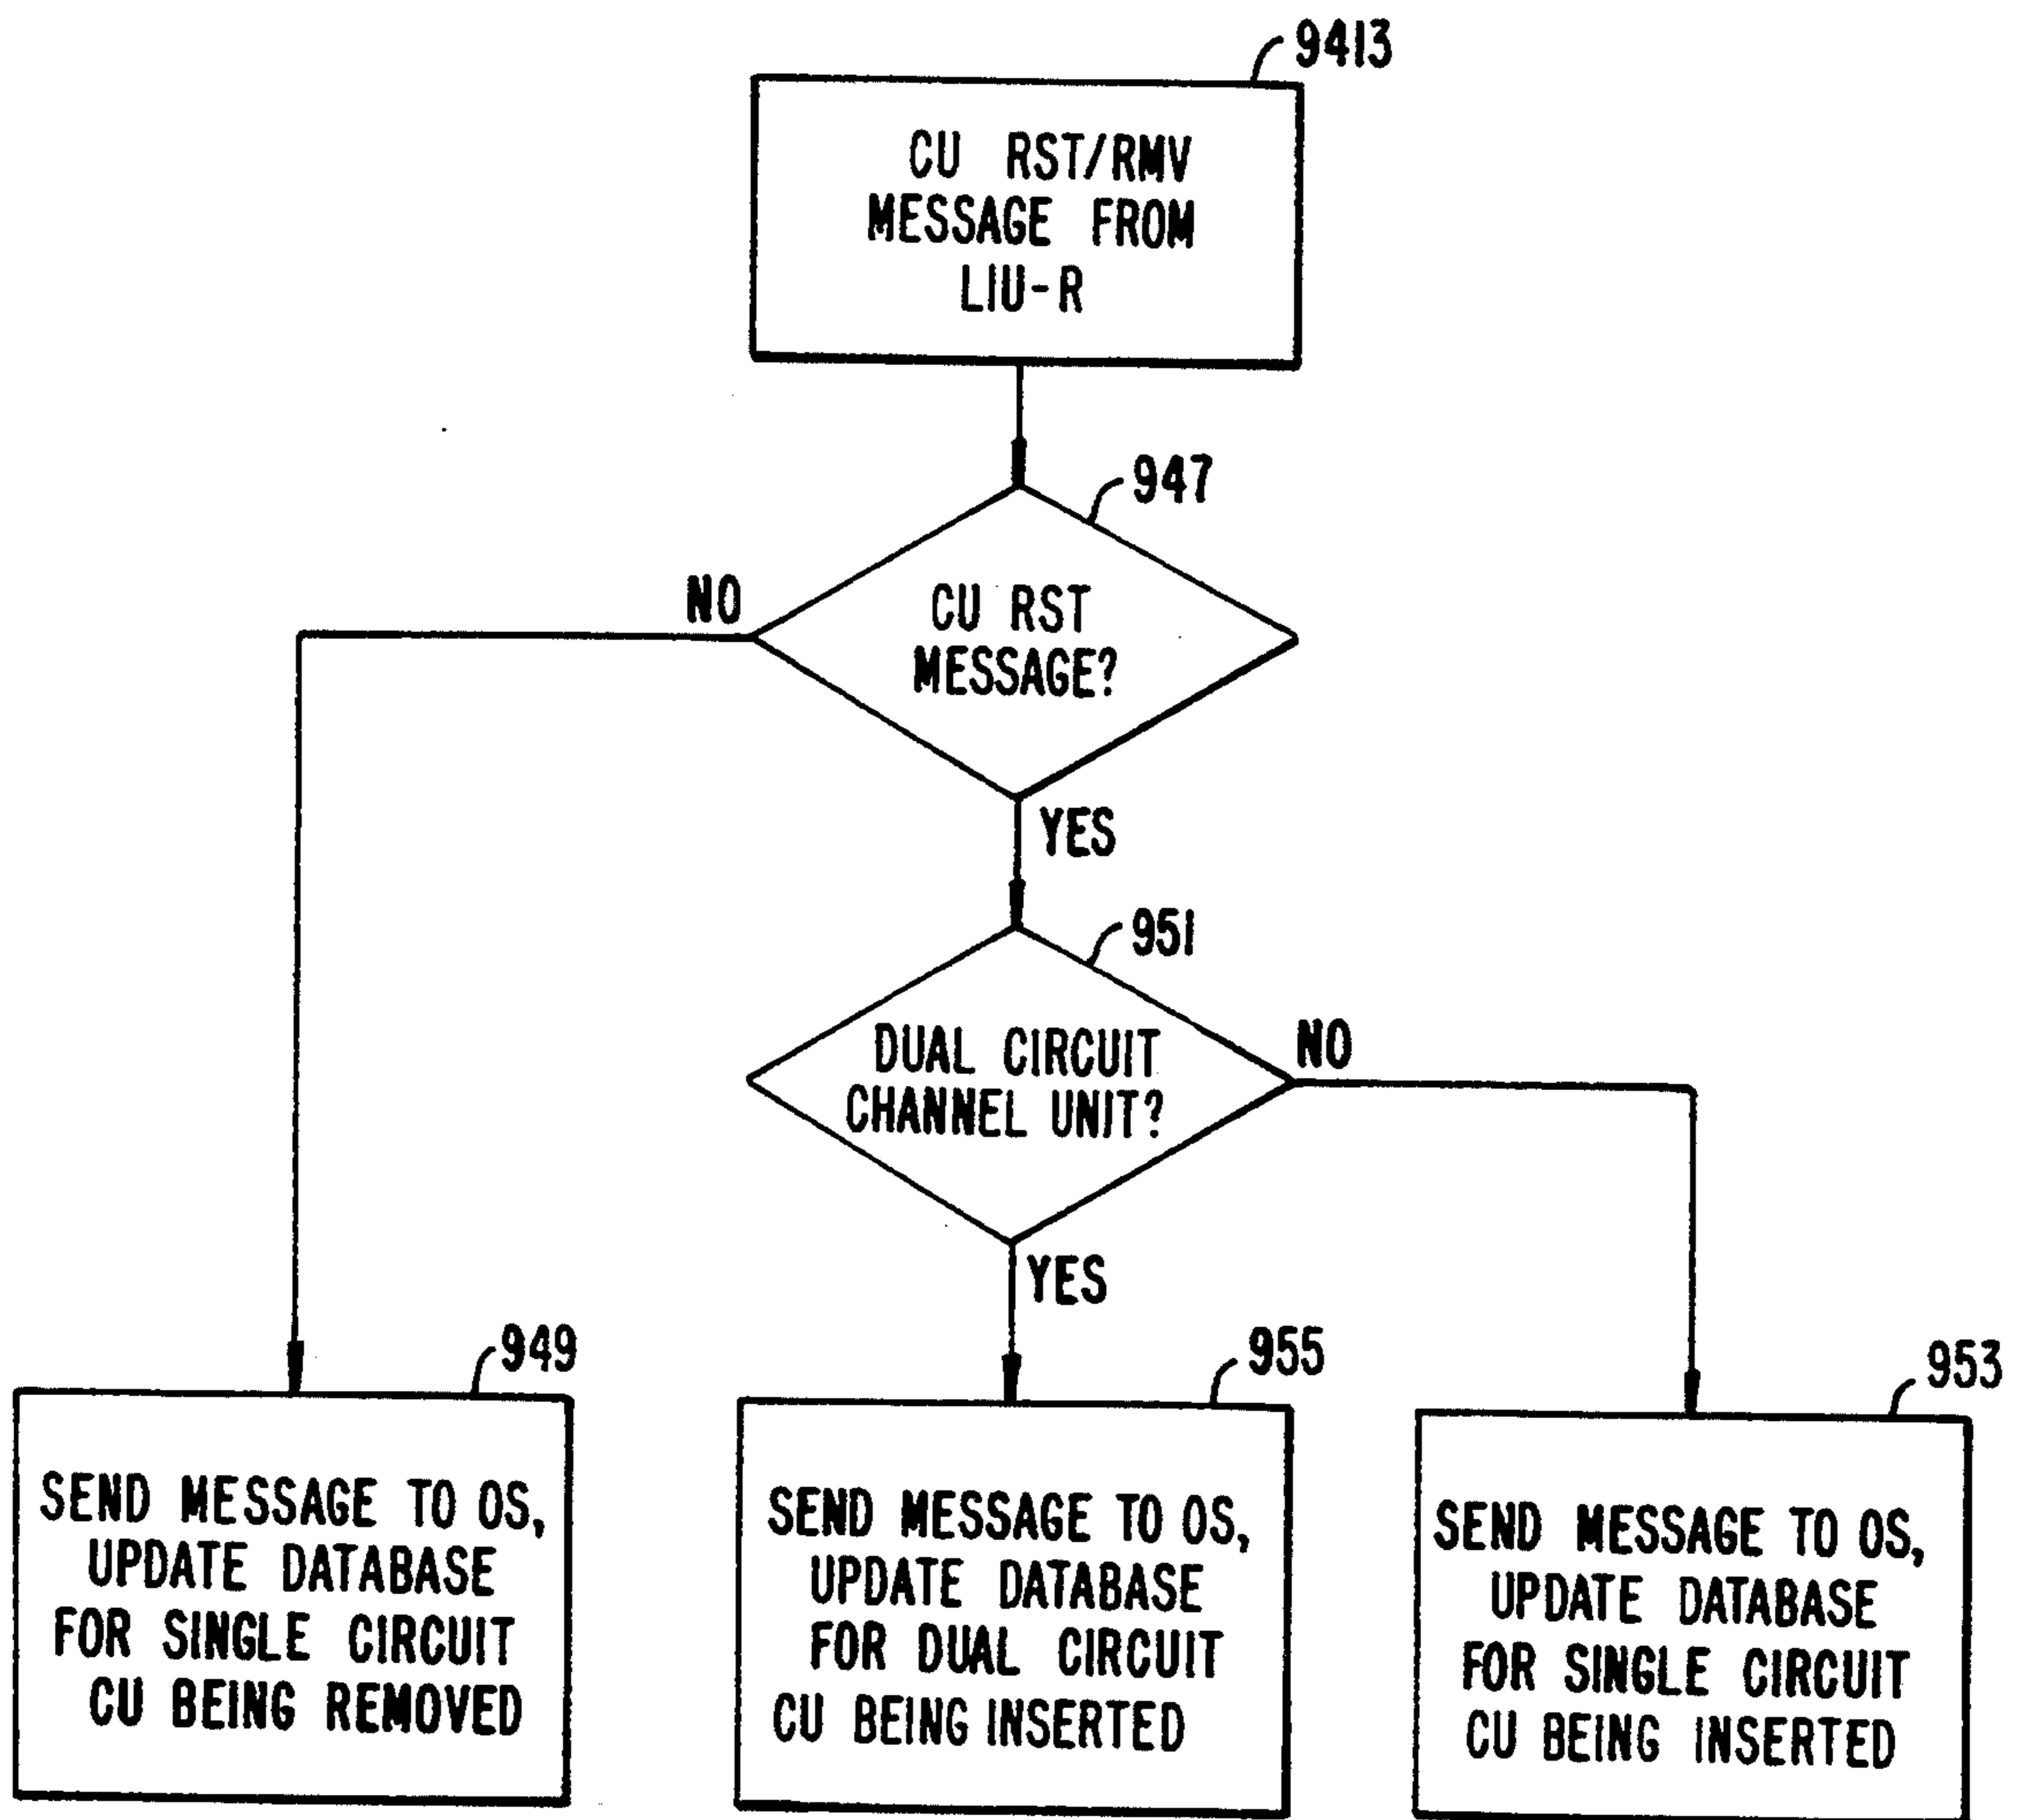 9413
CU RST/RMV
MESSAGE FROM
LIU-R
947
NO
CU RST
MESSAGE?
YES
951
DUAL CIRCUIT
CHANNEL UNIT?
NO
YES
949
SEND MESSAGE TO OS,
UPDATE DATABASE
FOR SINGLE CIRCUIT
CU BEING REMOVED
955
SEND MESSAGE TO OS,
UPDATE DATABASE
FOR DUAL CIRCUIT
CU BEING INSERTED
953
SEND MESSAGE TO OS,
UPDATE DATABASE
FOR SINGLE CIRCUIT
CU BEING INSERTED